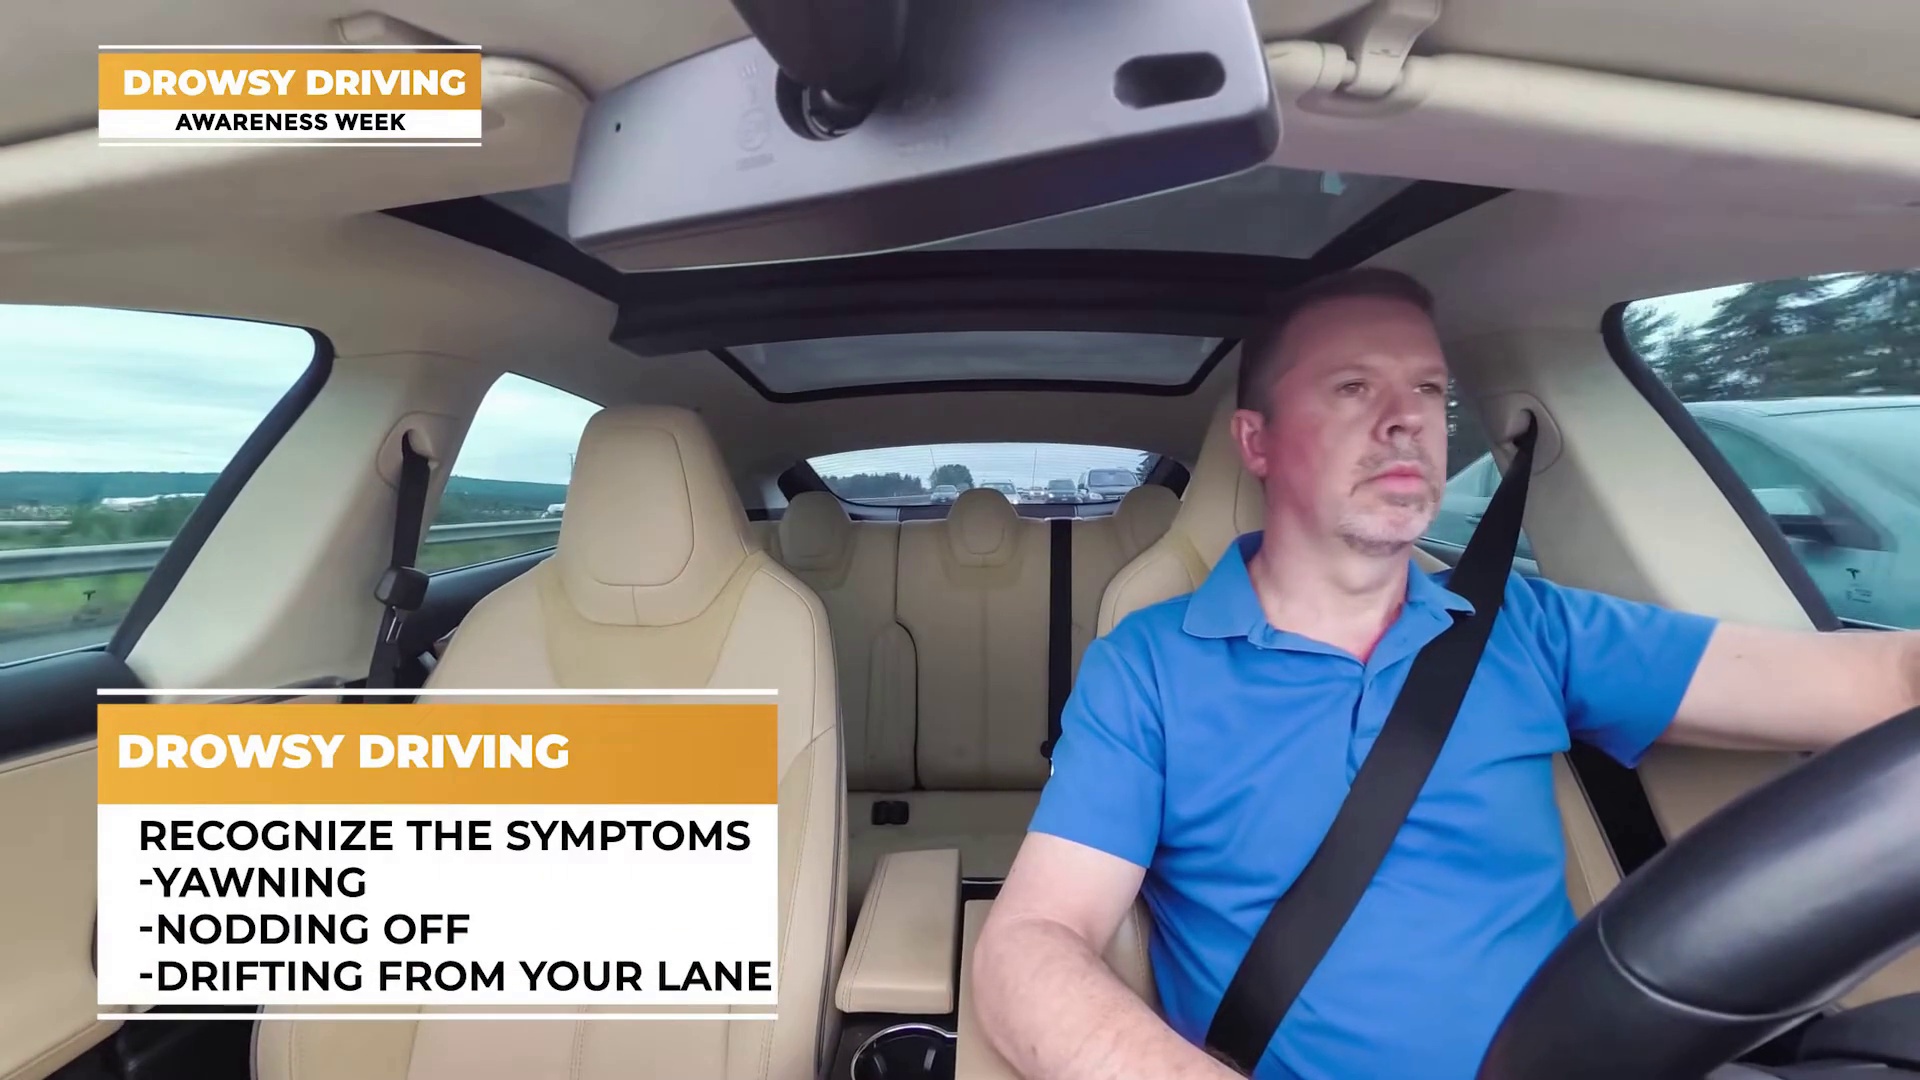 DROWSY DRIVING
AWARENESS WEEK
DROWSY DRIVING
RECOGNIZE THE SYMPTOMS
-YAWNING
-NODDING OFF
-DRIFTING FROM YOUR LANE